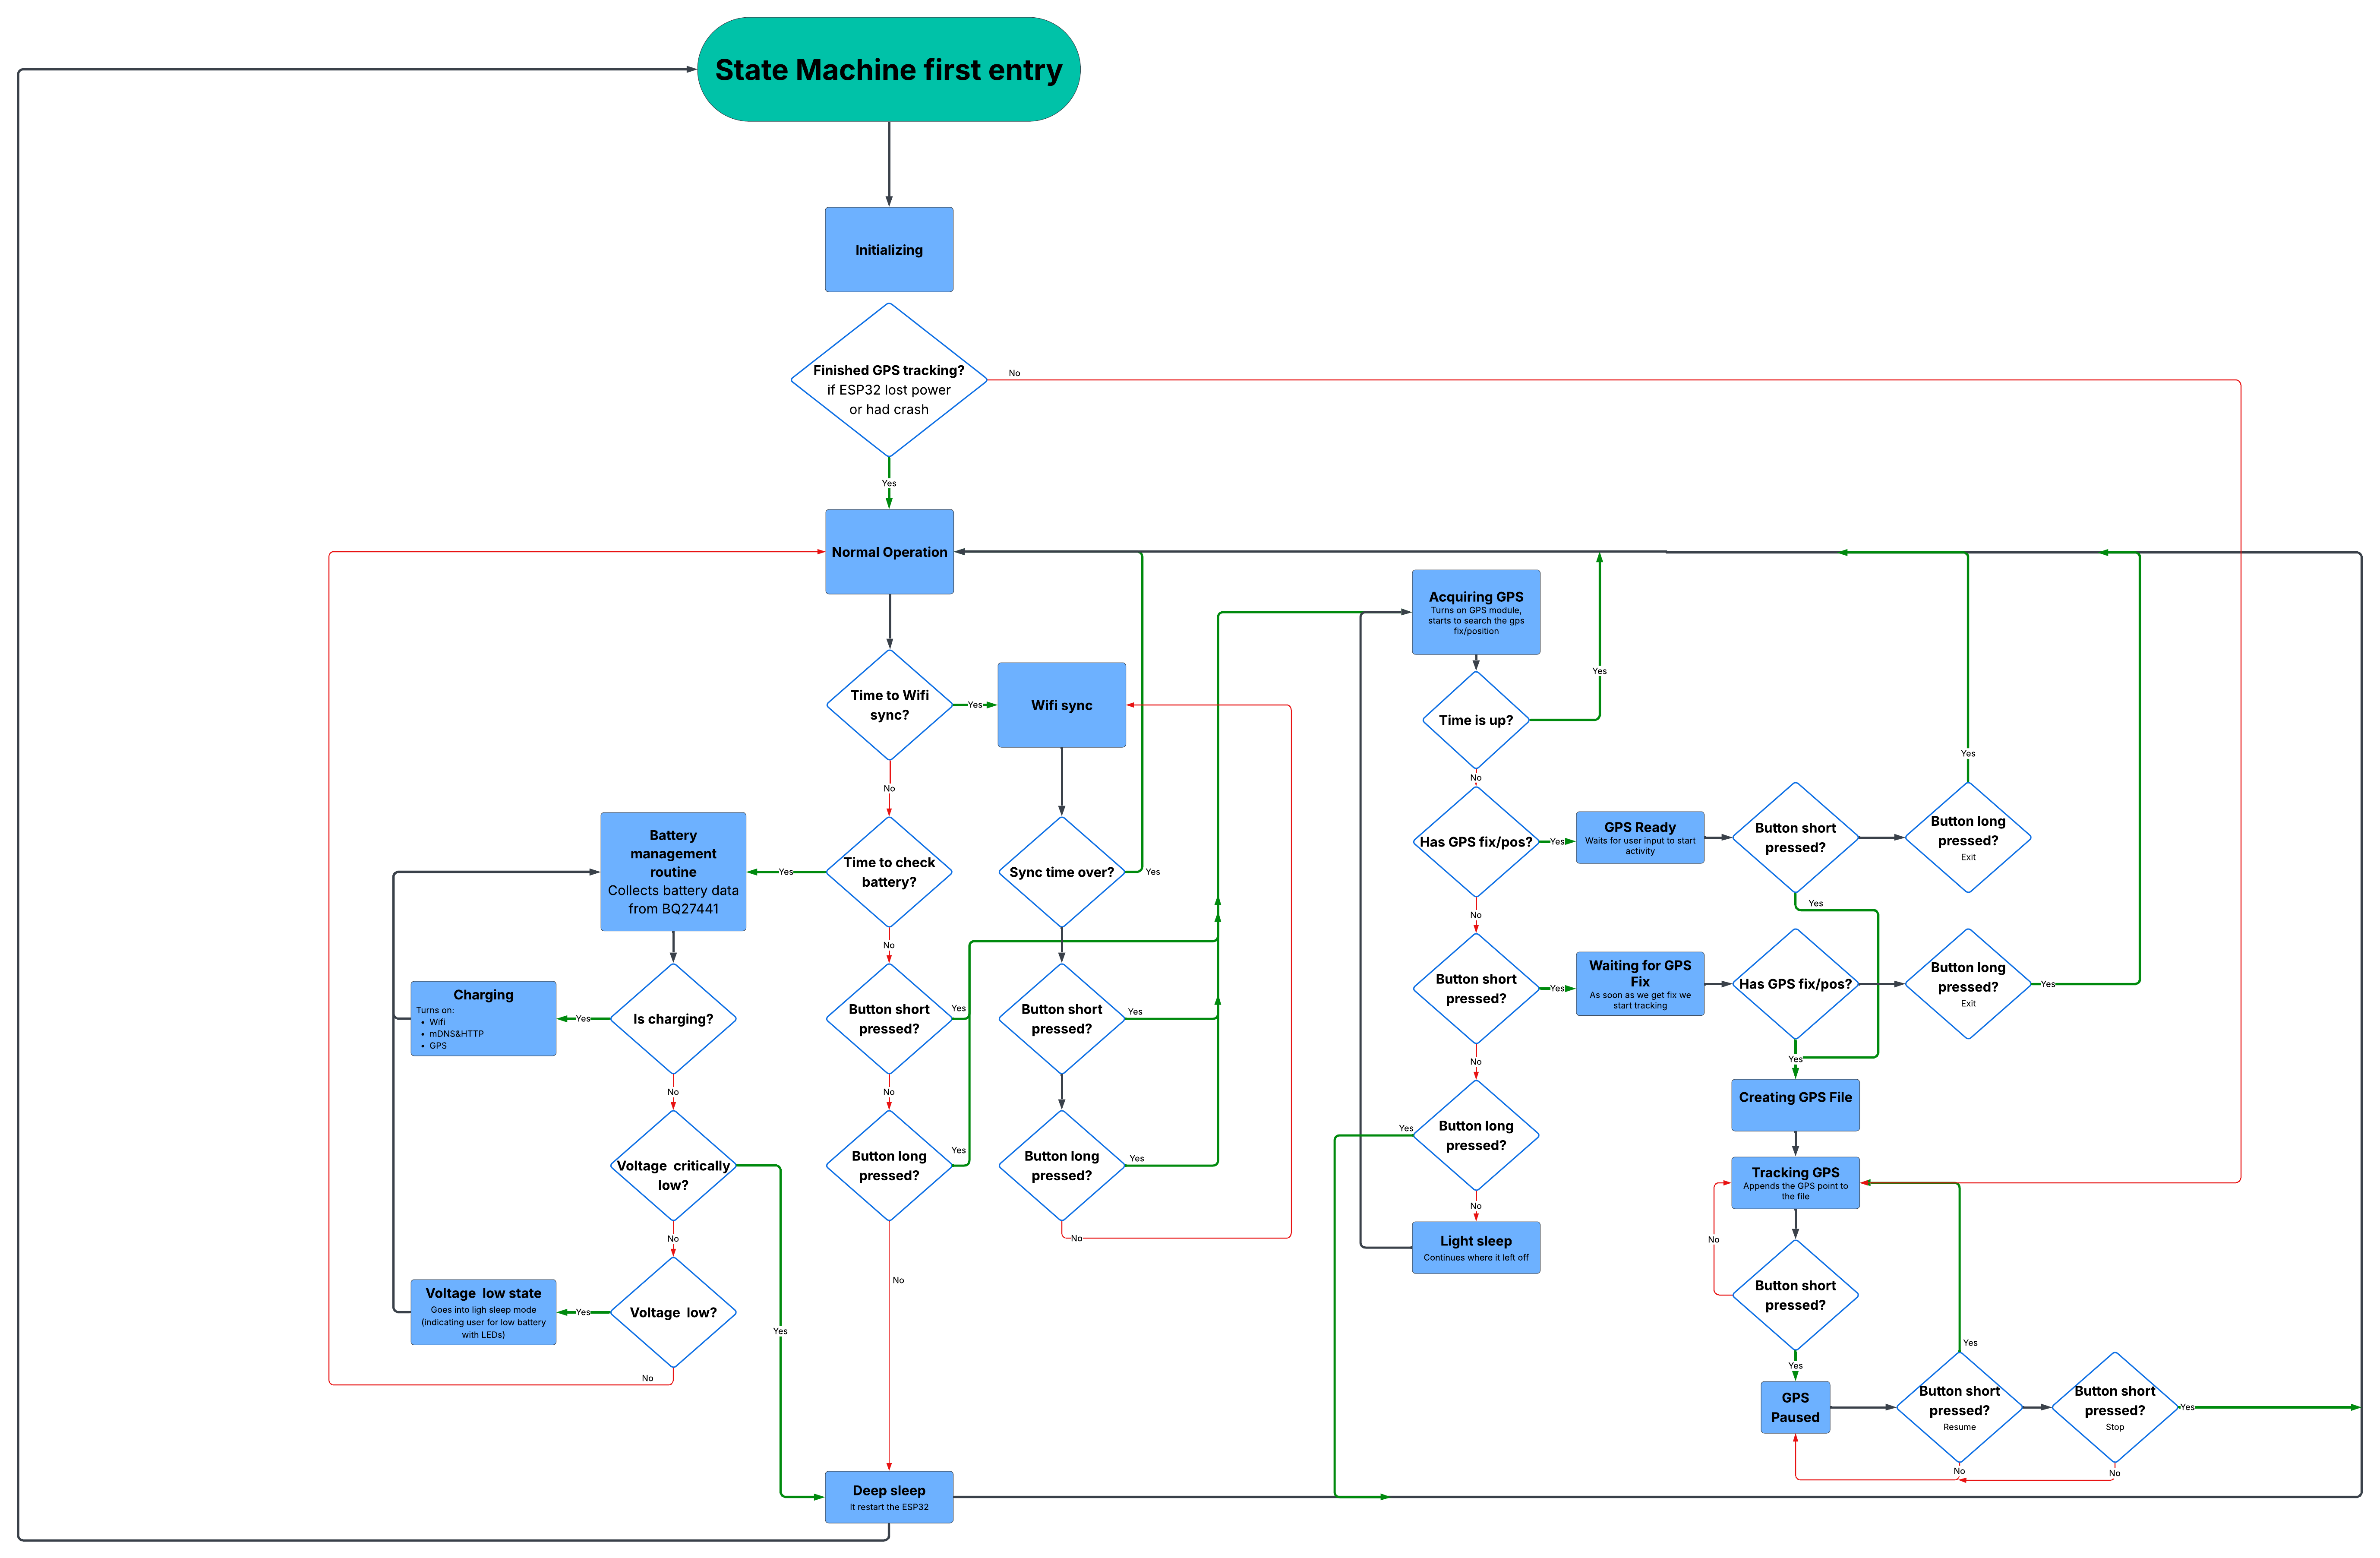 State Machine first entry
Initializing
Finished GPS tracking?
if ESP32 lost power
or had crash
No
Yes
Normal Operation
Time to Wifi
sync?
Yes
Wifi sync
No
Battery
management
routine
Collects battery data
from BQ27441
Time to check
battery?
Yes
No
Sync time over?
Yes
Charging
Turns on:
• Wifi
• mDNS&HTTP
• GPS
Is charging?
Yes
No
Button short
pressed?
Yes
No
Button short
pressed?
Yes
Voltage  critically
low?
Yes
No
Button long
pressed?
Yes
No
Button long
pressed?
Yes
No
Voltage  low state
Goes into ligh sleep mode
(indicating user for low battery
with LEDs)
Voltage  low?
Yes
No
Deep sleep
It restart the ESP32
Acquiring GPS
Turns on GPS module,
starts to search the gps
fix/position
Time is up?
Yes
No
Has GPS fix/pos?
Yes
No
GPS Ready
Waits for user input to start
activity
Button short
pressed?
Yes
Button long
pressed?
Exit
Yes
Button short
pressed?
Yes
No
Waiting for GPS
Fix
As soon as we get fix we
start tracking
Has GPS fix/pos?
Yes
Button long
pressed?
Exit
Yes
Button long
pressed?
Yes
No
Light sleep
Continues where it left off
Creating GPS File
Tracking GPS
Appends the GPS point to
the file
Button short
pressed?
No
Yes
GPS
Paused
Button short
pressed?
Resume
Yes
No
Button short
pressed?
Stop
Yes
No